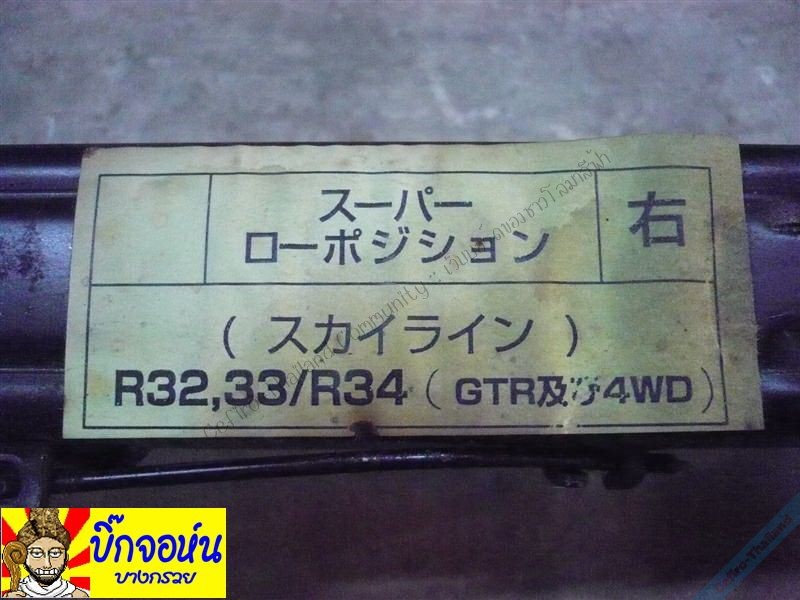 スーパー
ローポジション
右
( スカイライン )
R32,33/R34 ( GTR及び4WD )
บิ๊กจอห์น
บางกรวย